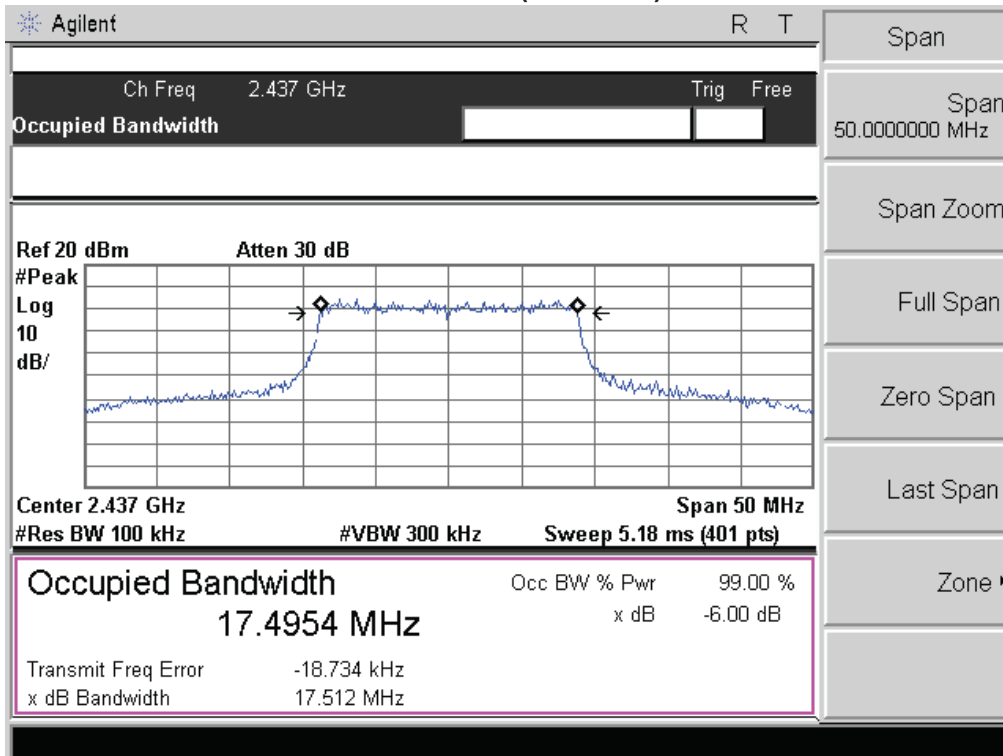 Agilent R T
Ch Freq 2.437 GHz Trig Free
Occupied Bandwidth
Ref 20 dBm Atten 30 dB
#Peak
Log
10
dB/
Center 2.437 GHz Span 50 MHz
#Res BW 100 kHz #VBW 300 kHz Sweep 5.18 ms (401 pts)
Occupied Bandwidth Occ BW % Pwr 99.00 %
17.4954 MHz x dB -6.00 dB
Transmit Freq Error -18.734 kHz
x dB Bandwidth 17.512 MHz
Span
Span
50.0000000 MHz
Span Zoom
Full Span
Zero Span
Last Span
Zone